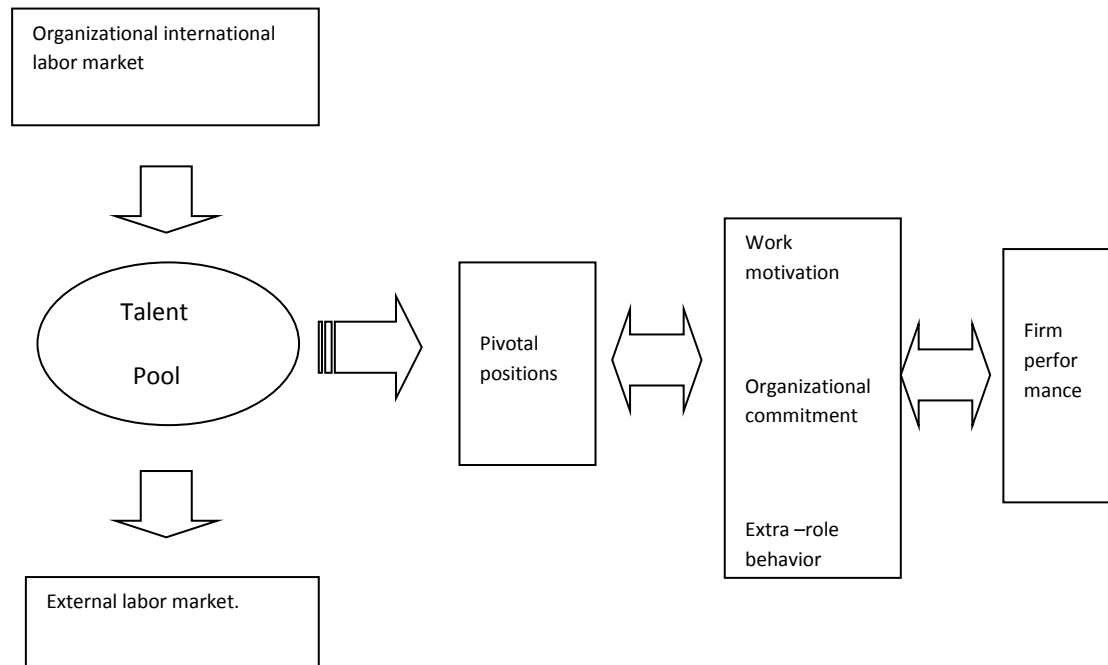 Organizational international
labor market
Talent
Pool
Pivotal
positions
Work
motivation
Organizational
commitment
Extra –role
behavior
Firm
perfor
mance
External labor market.